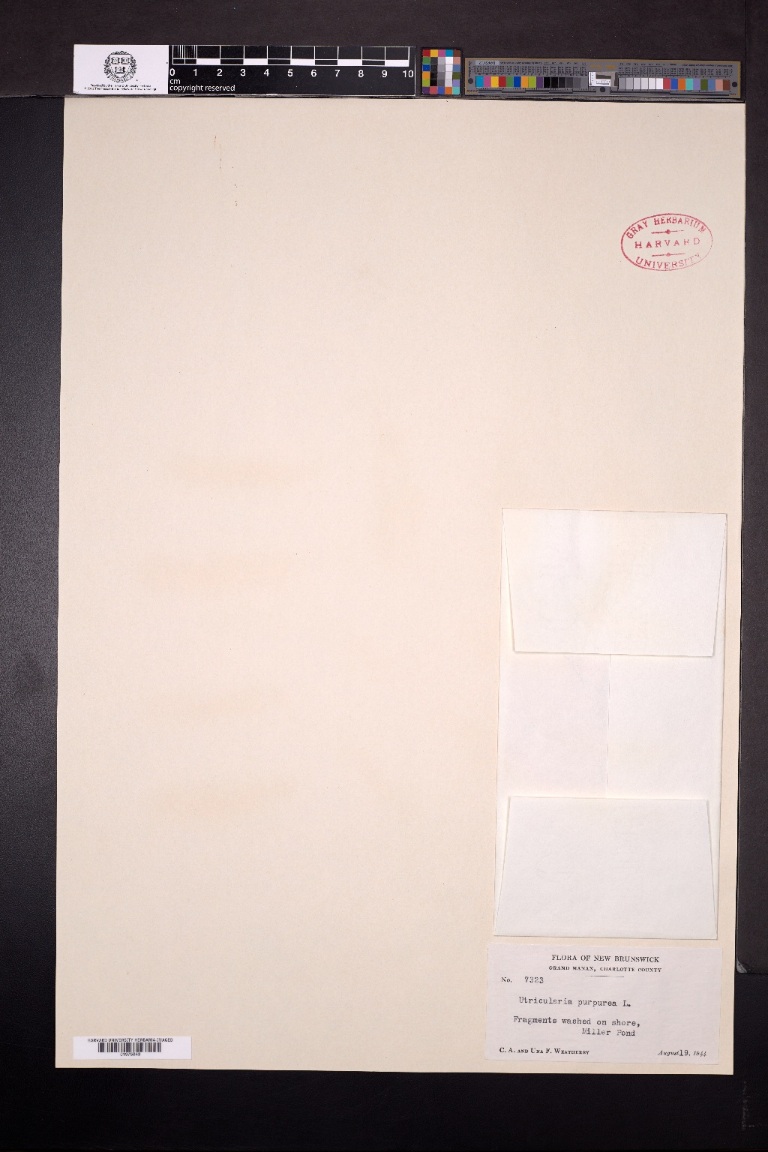 0 1 2 3 4 5 6 7 8 9 10
cm
copyright reserved
GRAY HERBARIUM
HARVARD
UNIVERSITY
FLORA OF NEW BRUNSWICK
GRAND MANAN, CHARLOTTE COUNTY
No. 7323
Utricularia purpurea L.
Fragments washed on shore,
Miller Pond
C. A. AND UNA F. WEATHERBY
August 19, 1944
HARVARD UNIVERSITY HERBARIA